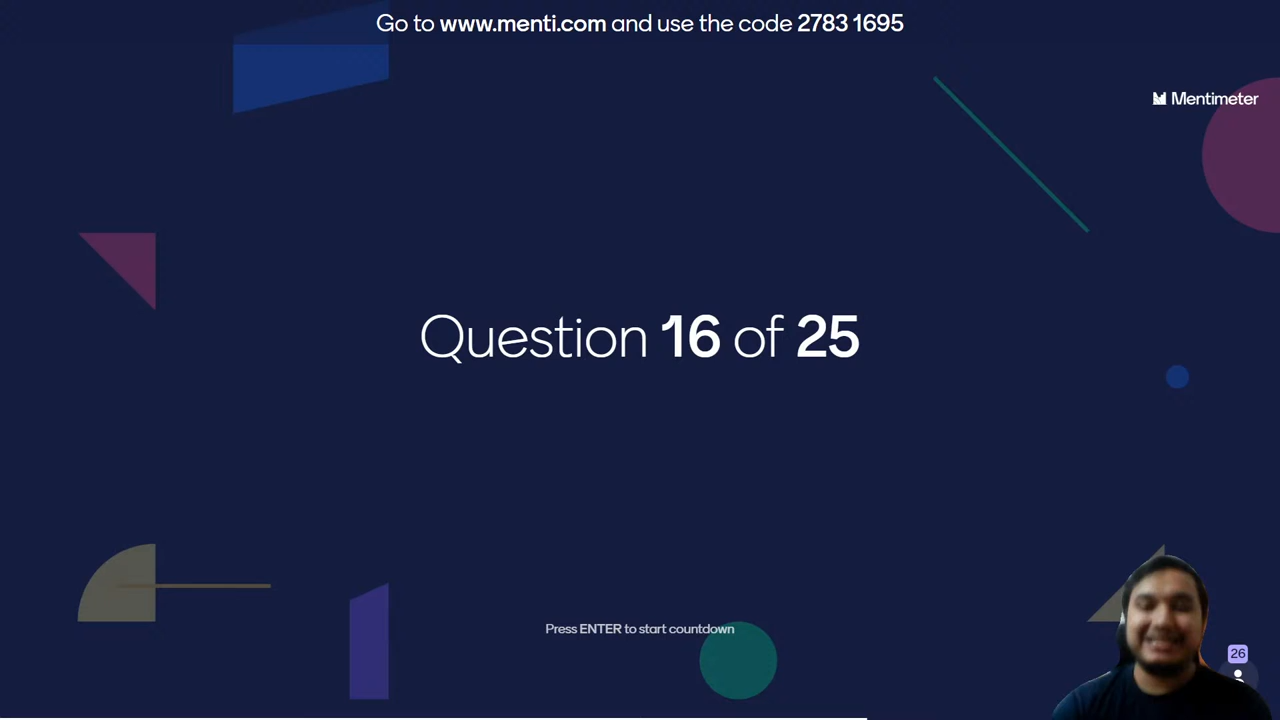 Go to www.menti.com and use the code 2783 1695
Mentimeter
Question 16 of 25
Press ENTER to start countdown
26